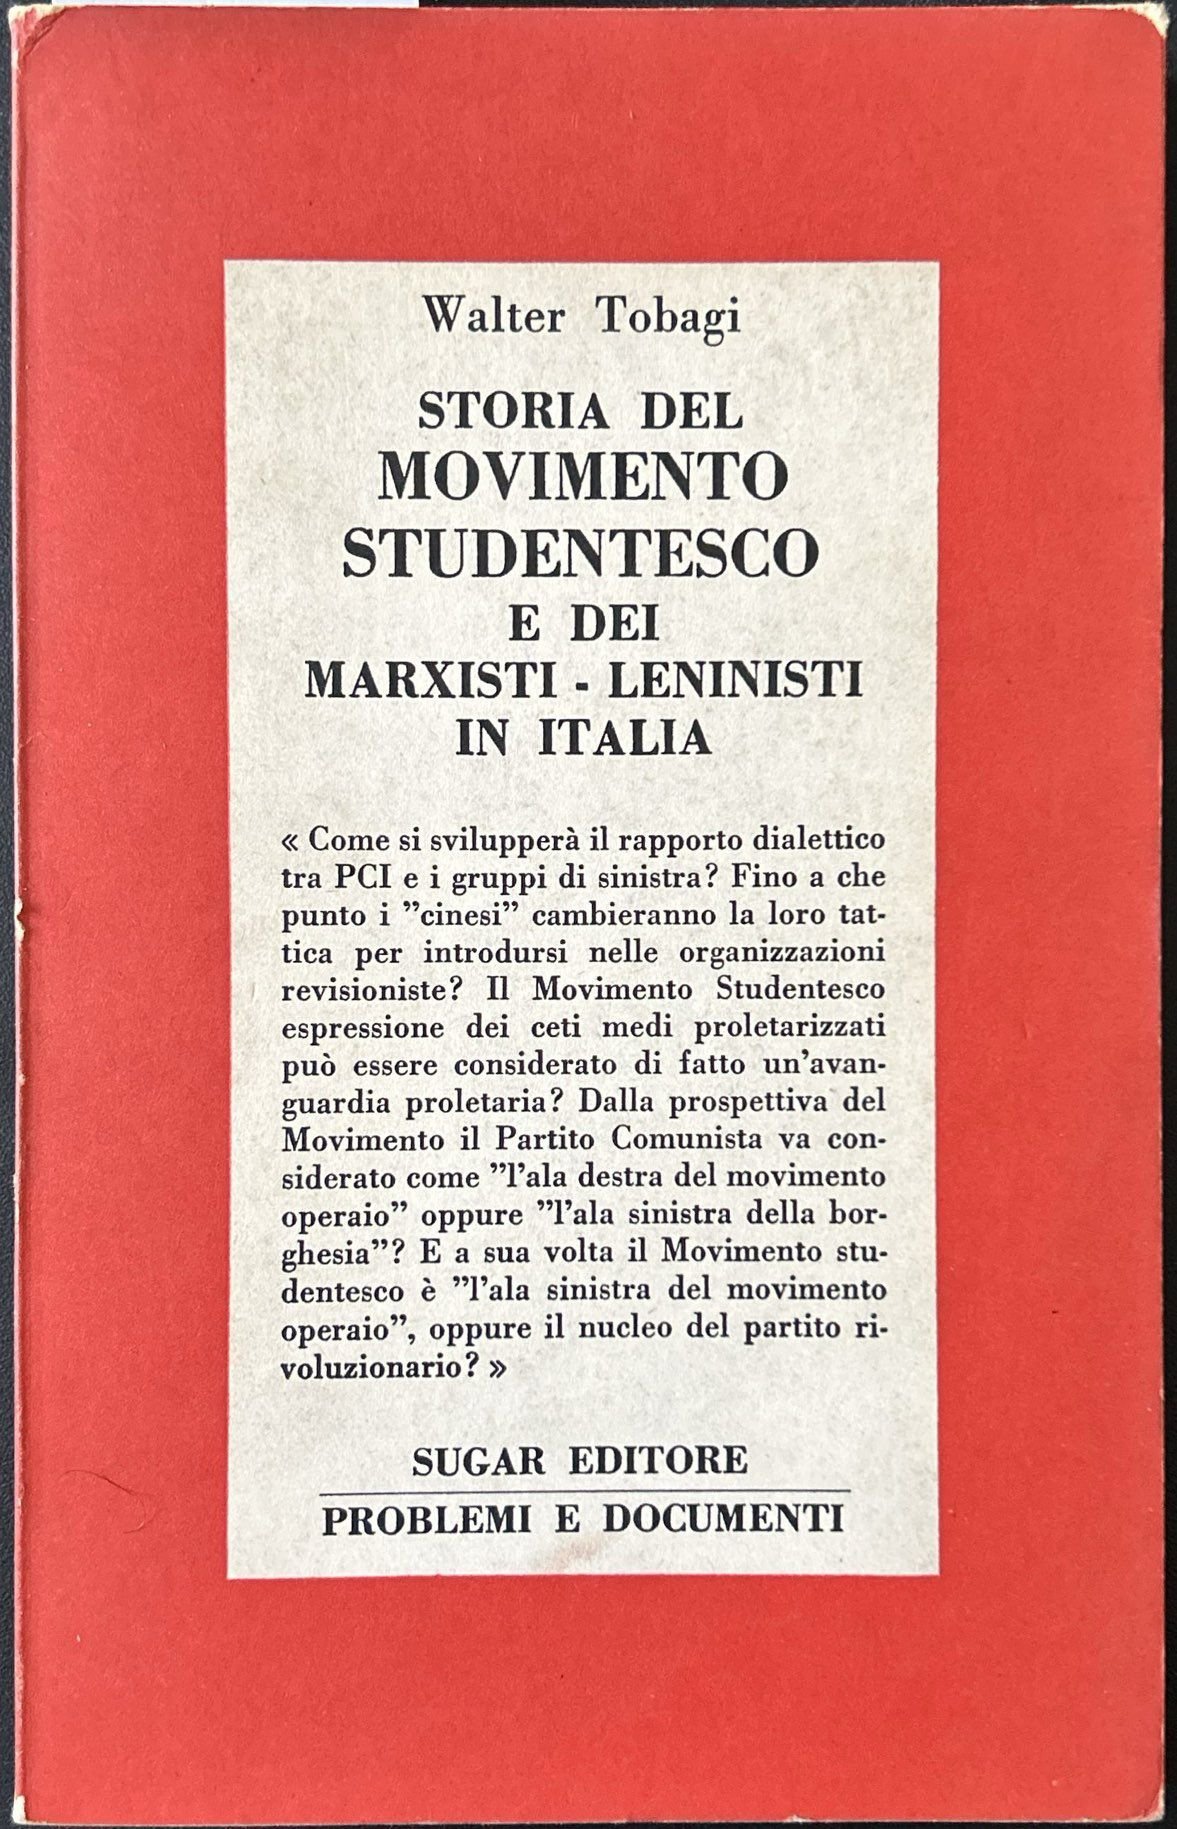 Walter Tobagi
STORIA DEL
MOVIMENTO
STUDENTESCO
E DEI
MARXISTI - LENINISTI
IN ITALIA
« Come si svilupperà il rapporto dialettico
tra PCI e i gruppi di sinistra? Fino a che
punto i ”cinesi” cambieranno la loro tat-
tica per introdursi nelle organizzazioni
revisioniste? Il Movimento Studentesco
espressione dei ceti medi proletarizzati
può essere considerato di fatto un’avan-
guardia proletaria? Dalla prospettiva del
Movimento il Partito Comunista va con-
siderato come ”l’ala destra del movimento
operaio” oppure ”l’ala sinistra della bor-
ghesia”? E a sua volta il Movimento stu-
dentesco è ”l’ala sinistra del movimento
operaio”, oppure il nucleo del partito ri-
voluzionario? »
SUGAR EDITORE
PROBLEMI E DOCUMENTI